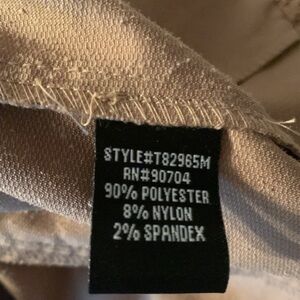 STYLE#T82965M
RN#90704
90% POLYESTER
8% NYLON
2% SPANDEX